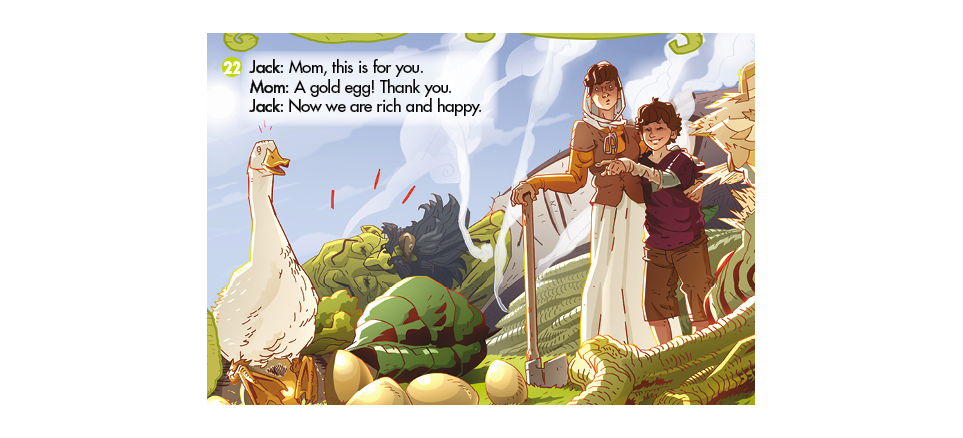 22 Jack: Mom, this is for you.
Mom: A gold egg! Thank you.
Jack: Now we are rich and happy.